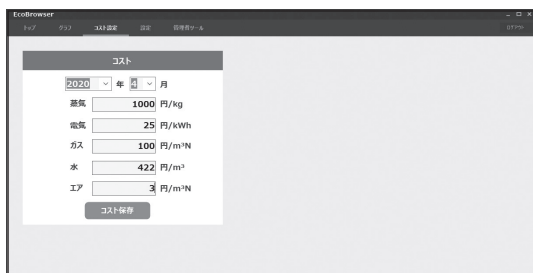 EcoBrowser
トップ グラフ コスト設定 設定 管理者ツール ログアウト
コスト
2020 年 4 月
蒸気 1000 円/kg
電気 25 円/kWh
ガス 100 円/m³N
水 422 円/m³
エア 3 円/m³N
コスト保存